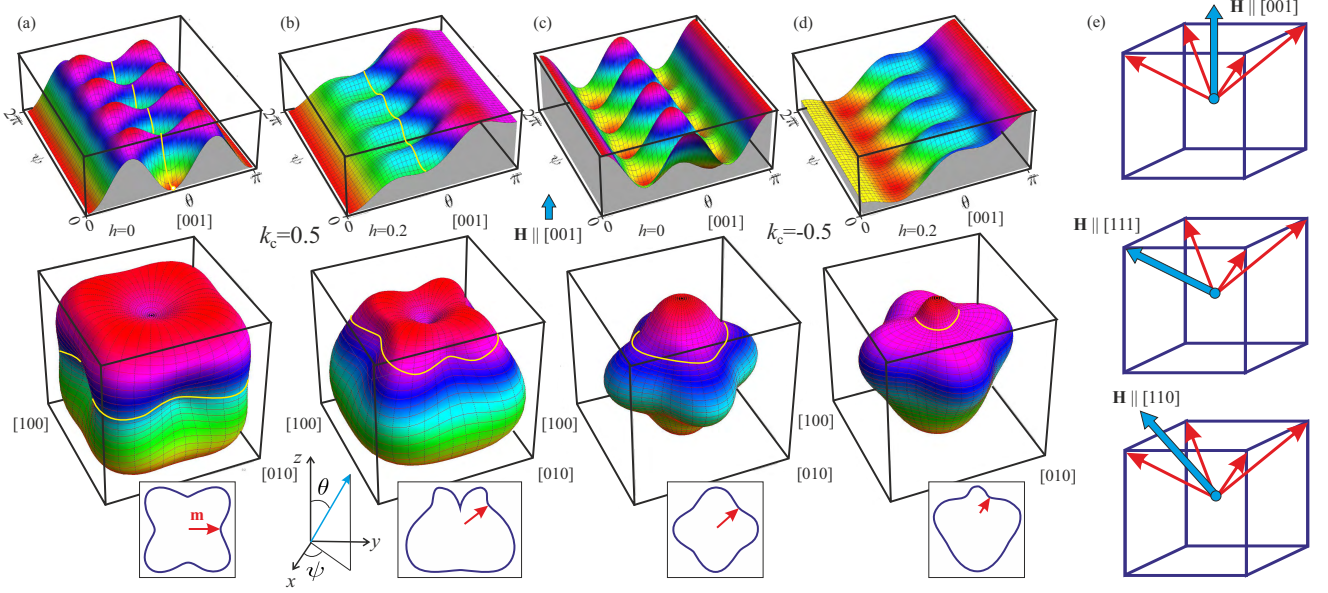 (a)
(b)
(c)
(d)
(e)
H || [001]
2π
ψ
0
0
θ
π
[001]
h=0
2π
ψ
0
0
θ
π
[001]
h=0.2
k_c=0.5
H || [001]
2π
ψ
0
0
θ
π
[001]
h=0
2π
ψ
0
0
θ
π
[001]
h=0.2
k_c=-0.5
H || [111]
[100]
[010]
[100]
[010]
[100]
[010]
[100]
[010]
H || [110]
m
z
θ
y
x
ψ